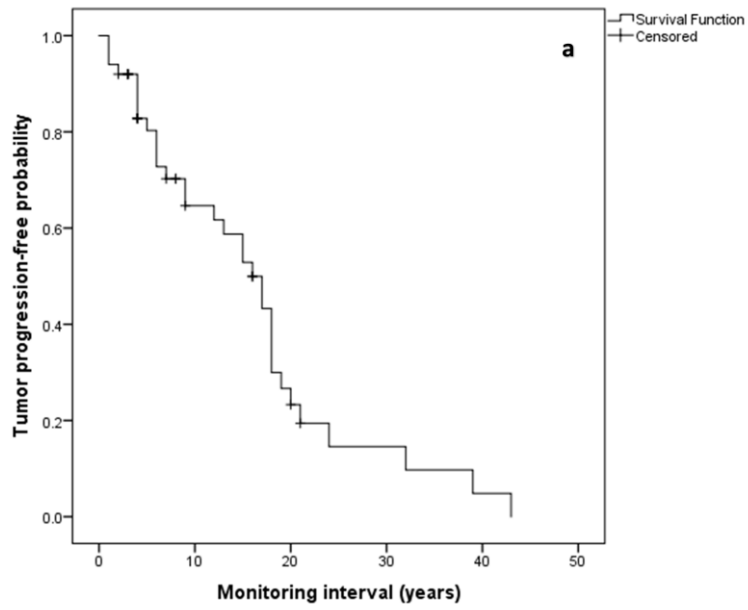 Survival Function
Censored
a
1.0
0.8
0.6
0.4
0.2
0.0
Tumor progression-free probability
0
10
20
30
40
50
Monitoring interval (years)